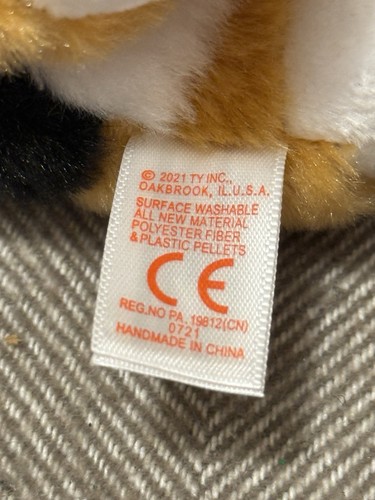 © 2021 TY INC.,
OAKBROOK, IL.U.S.A.
SURFACE WASHABLE
ALL NEW MATERIAL
POLYESTER FIBER
& PLASTIC PELLETS
CE
REG.NO PA. 19812(CN)
0721
HANDMADE IN CHINA